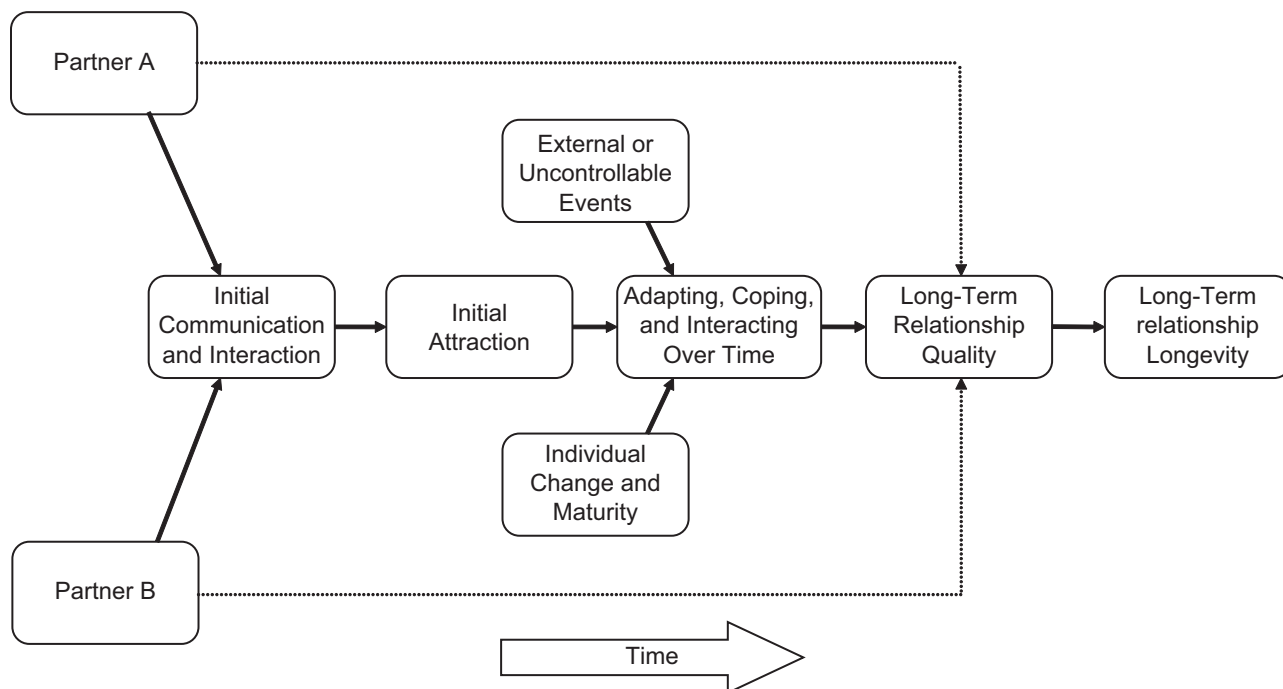 Partner A
External or
Uncontrollable
Events
Initial
Communication
and Interaction
Initial
Attraction
Adapting, Coping,
and Interacting
Over Time
Long-Term
Relationship
Quality
Long-Term
relationship
Longevity
Individual
Change and
Maturity
Partner B
Time